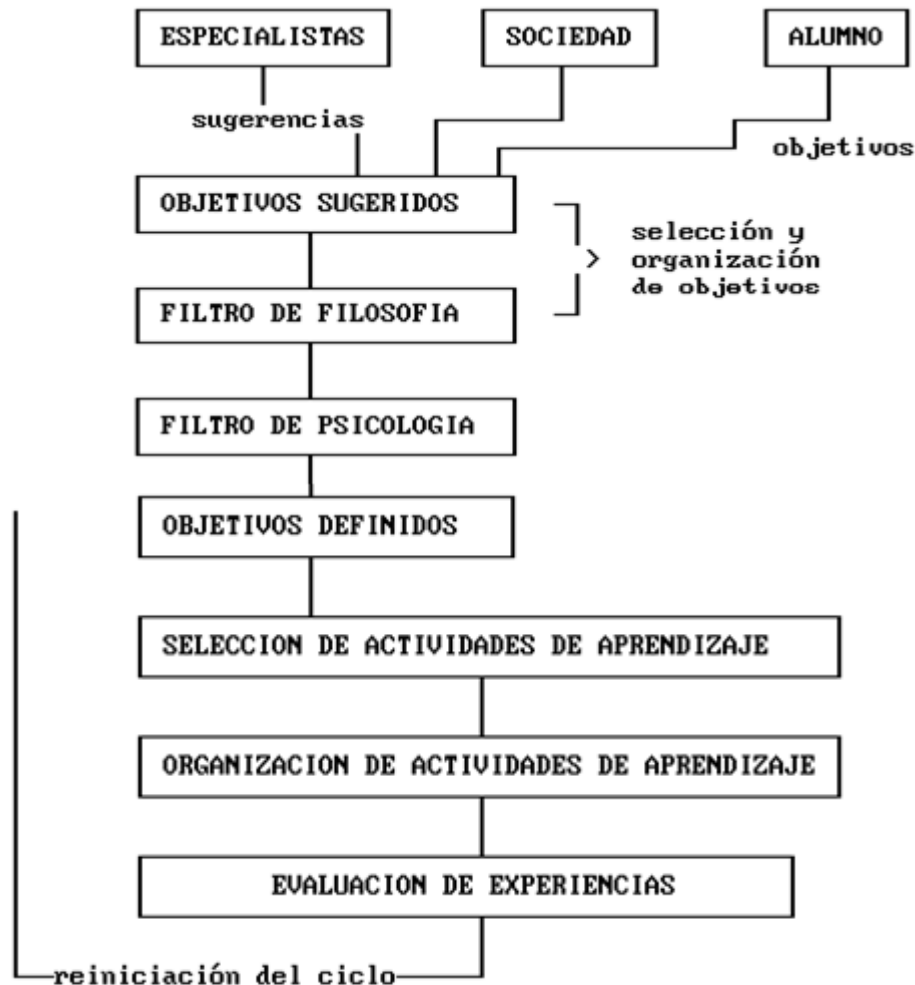 ESPECIALISTAS
SOCIEDAD
ALUMNO
sugerencias
objetivos
OBJETIVOS SUGERIDOS
selección y
organización
de objetivos
FILTRO DE FILOSOFIA
FILTRO DE PSICOLOGIA
OBJETIVOS DEFINIDOS
SELECCION DE ACTIVIDADES DE APRENDIZAJE
ORGANIZACION DE ACTIVIDADES DE APRENDIZAJE
EVALUACION DE EXPERIENCIAS
reiniciación del ciclo